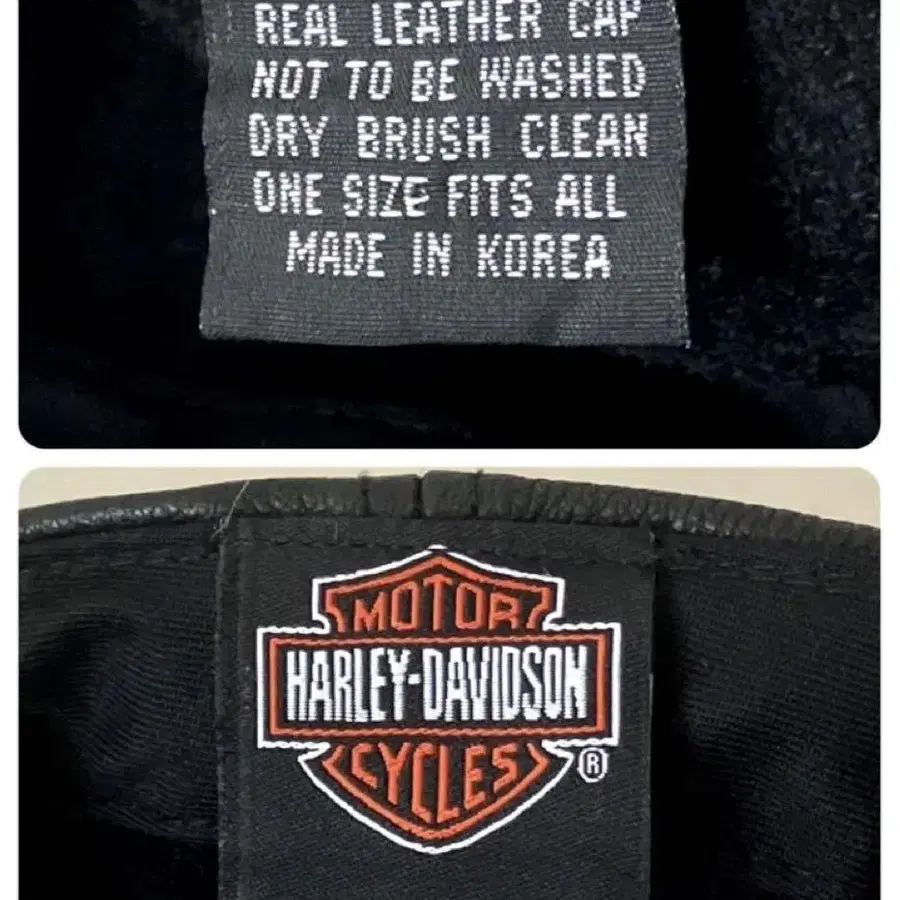 REAL LEATHER CAP
NOT TO BE WASHED
DRY BRUSH CLEAN
ONE SIZe FITS ALL
MADE IN KOREA
MOTOR
HARLEY-DAVIDSON
CYCLES
®